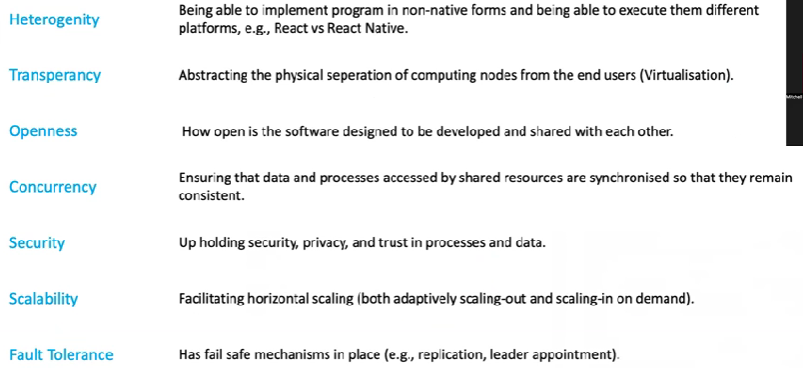 Heterogenity
Being able to implement program in non-native forms and being able to execute them different
platforms, e.g., React vs React Native.
Transperancy
Abstracting the physical seperation of computing nodes from the end users (Virtualisation).
Openness
How open is the software designed to be developed and shared with each other.
Concurrency
Ensuring that data and processes accessed by shared resources are synchronised so that they remain
consistent.
Security
Up holding security, privacy, and trust in processes and data.
Scalability
Facilitating horizontal scaling (both adaptively scaling-out and scaling-in on demand).
Fault Tolerance
Has fail safe mechanisms in place (e.g., replication, leader appointment).
Mitchell